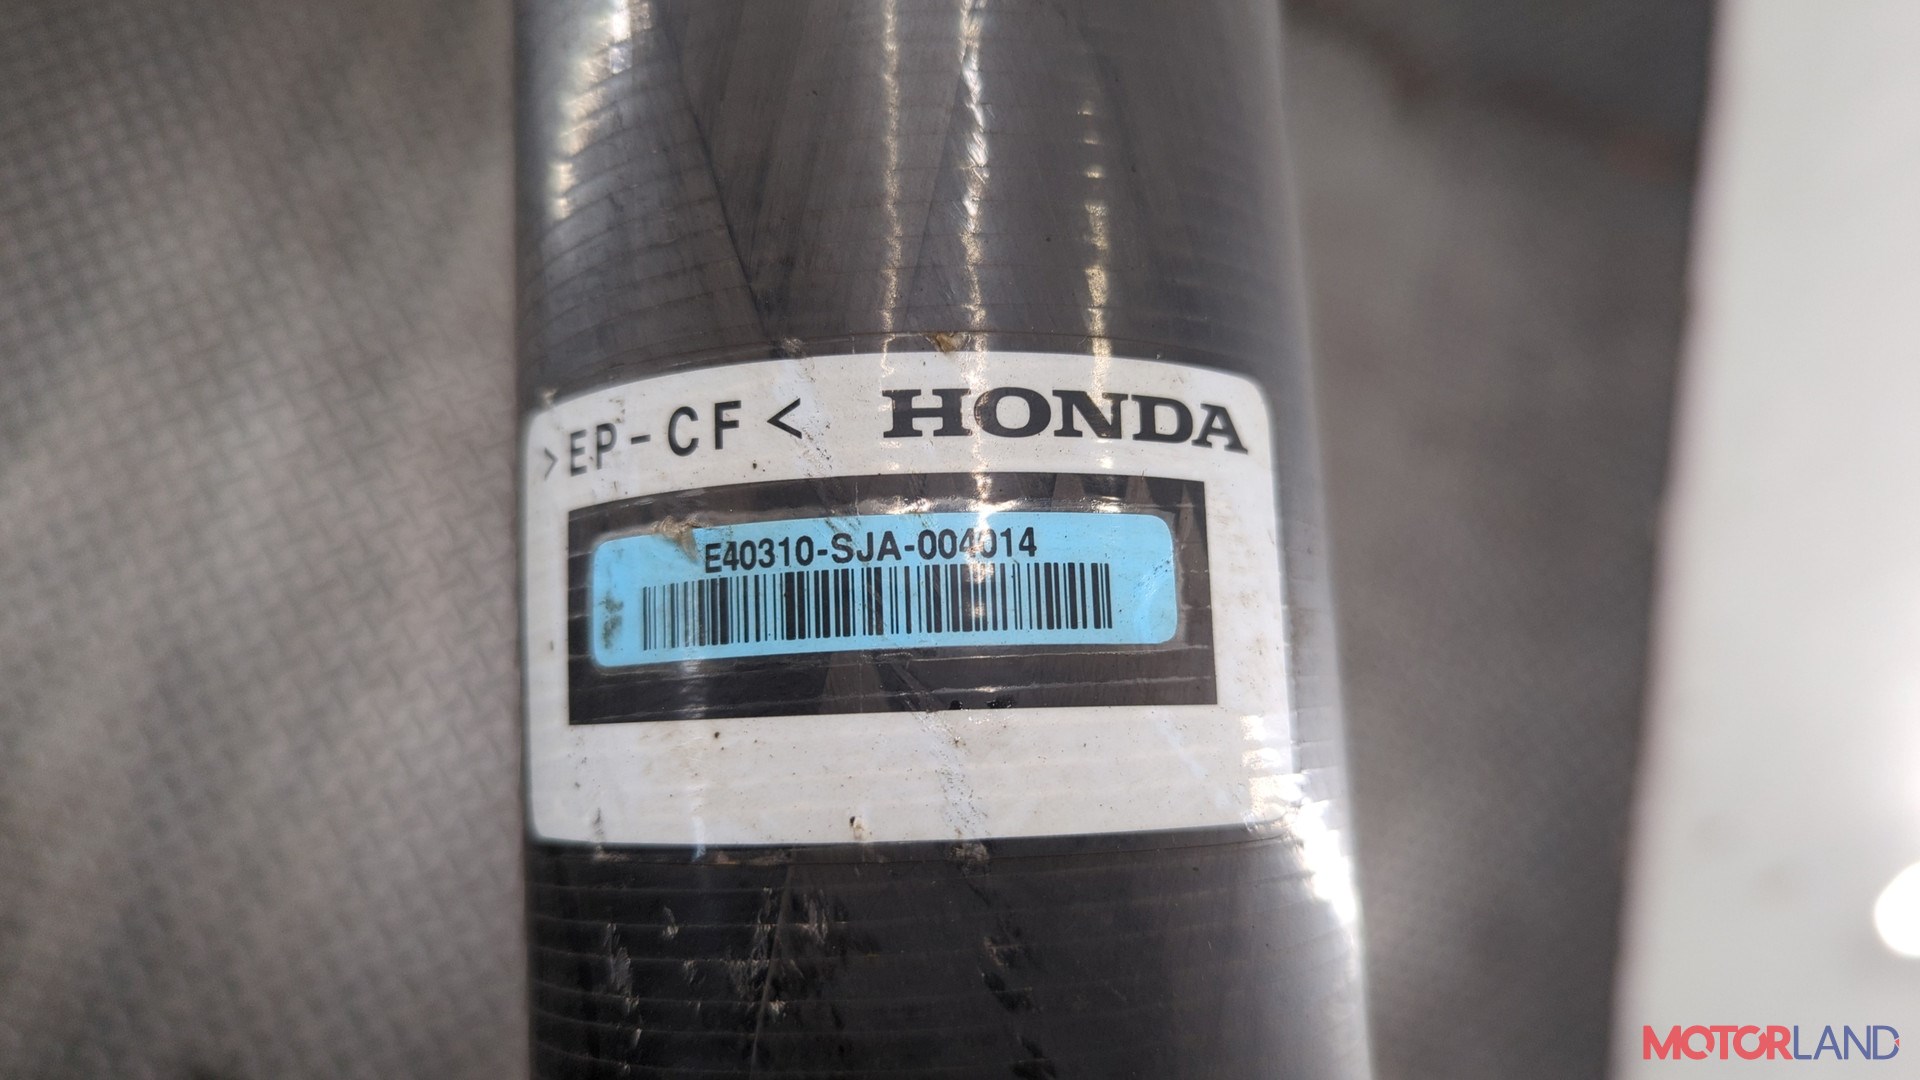 >EP-CF< HONDA
E40310-SJA-004014
MOTORLAND